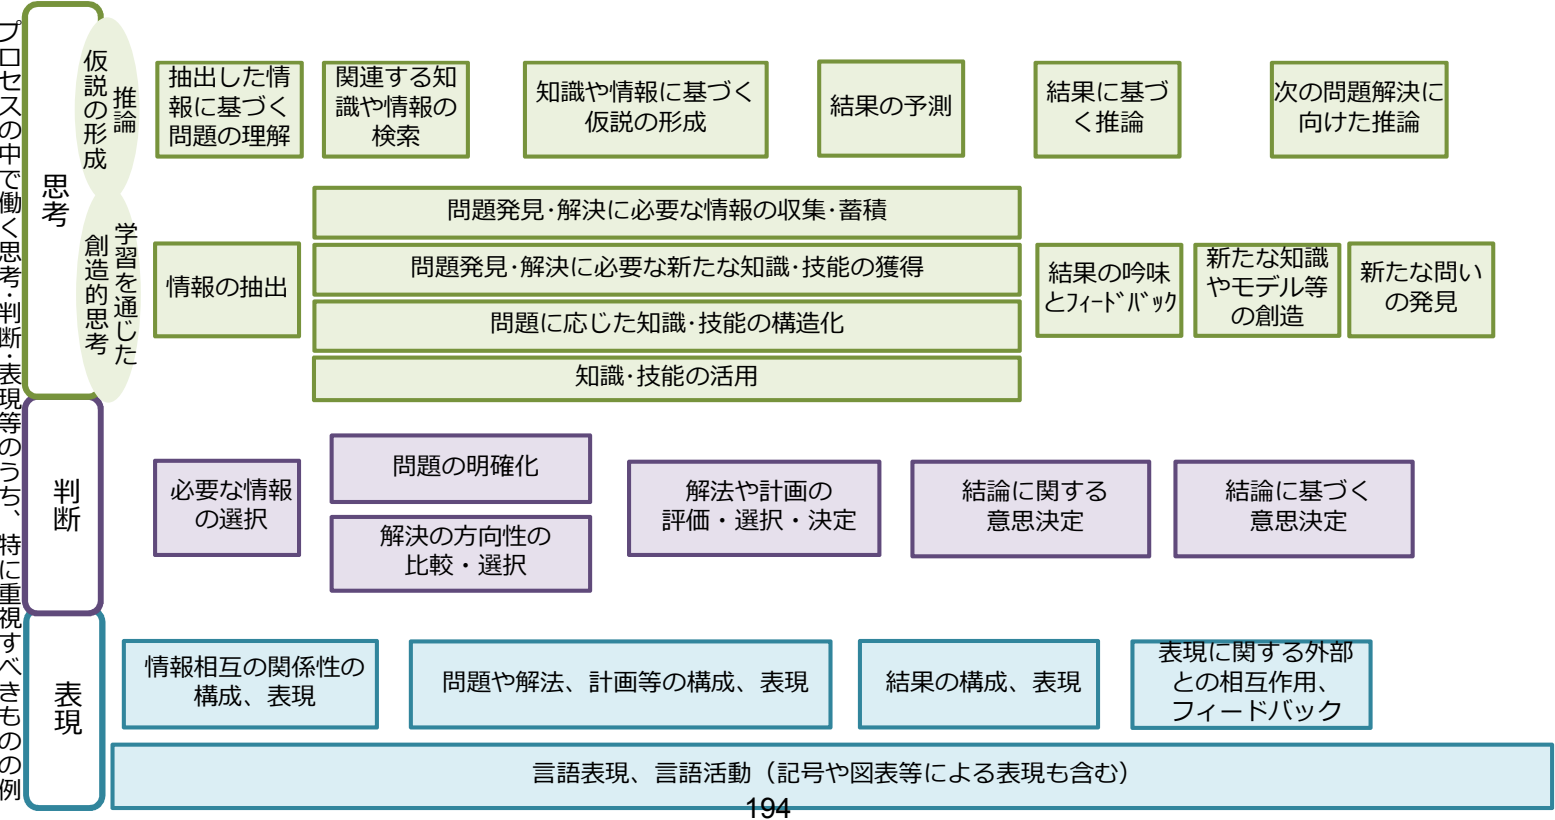 プロセスの中で働く思考･判断･表現等のうち、特に重視すべきものの例
思考
推論
仮説の形成
抽出した情
報に基づく
問題の理解
関連する知
識や情報の
検索
知識や情報に基づく
仮説の形成
結果の予測
結果に基づ
く推論
次の問題解決に
向けた推論
学習を通じた
創造的思考
情報の抽出
問題発見･解決に必要な情報の収集･蓄積
問題発見･解決に必要な新たな知識･技能の獲得
問題に応じた知識･技能の構造化
知識･技能の活用
結果の吟味
とﾌｨｰﾄﾞﾊﾞｯｸ
新たな知識
やモデル等
の創造
新たな問い
の発見
判断
必要な情報
の選択
問題の明確化
解決の方向性の
比較・選択
解法や計画の
評価・選択・決定
結論に関する
意思決定
結論に基づく
意思決定
表現
情報相互の関係性の
構成、表現
問題や解法、計画等の構成、表現
結果の構成、表現
表現に関する外部
との相互作用、
フィードバック
言語表現、言語活動（記号や図表等による表現も含む）
194